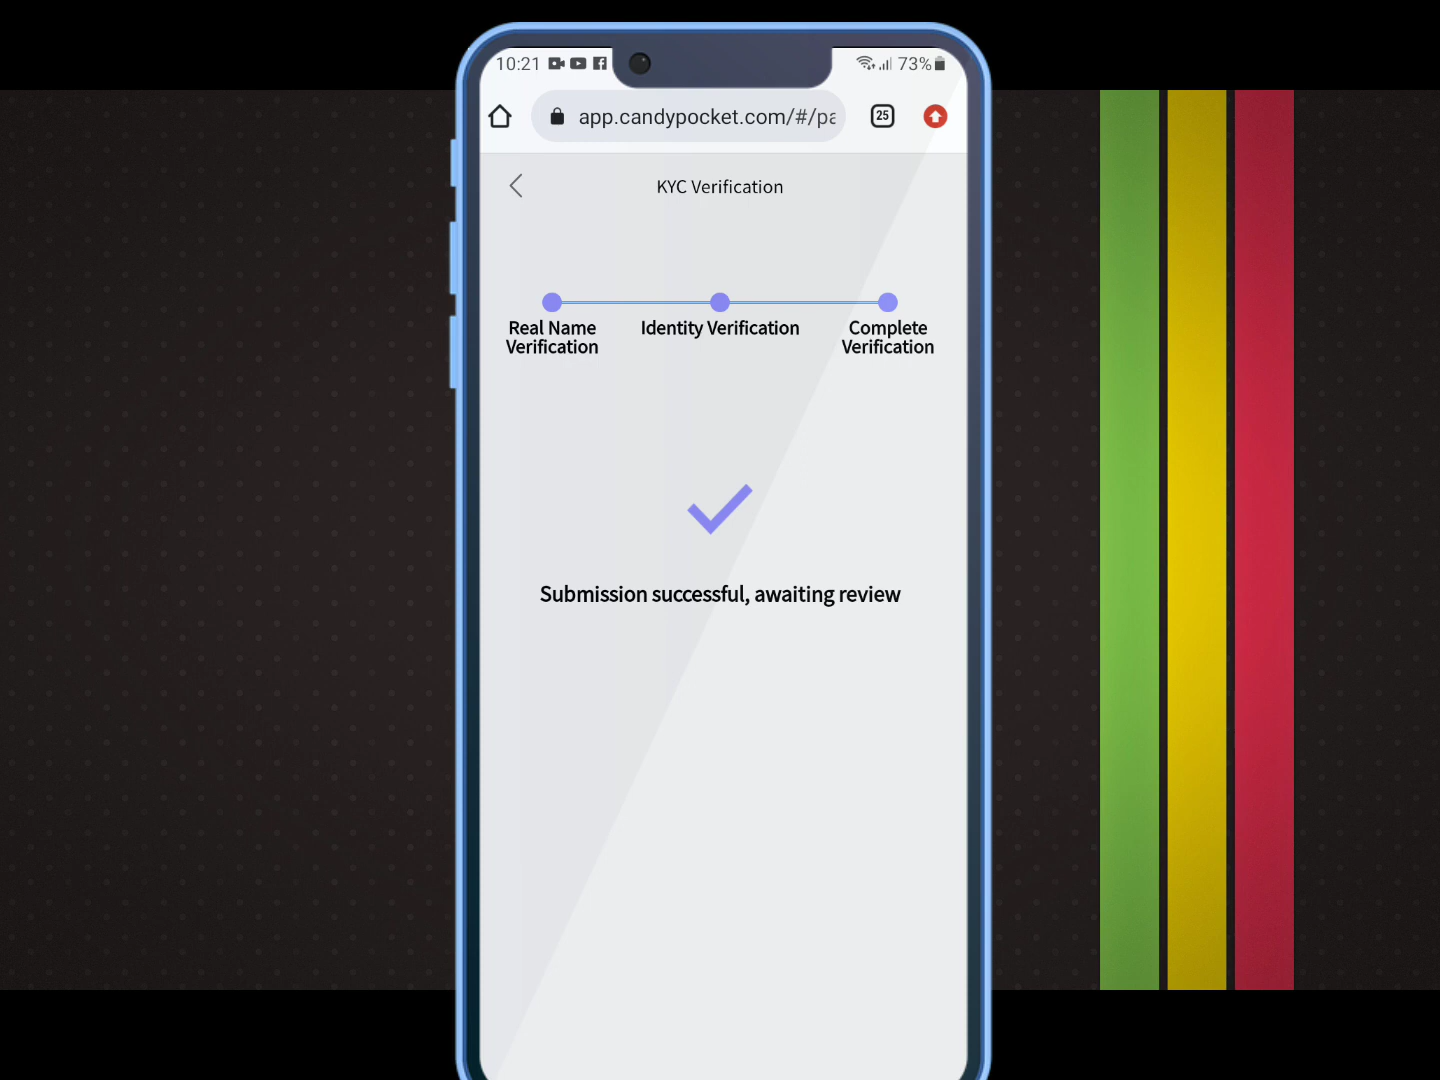 10:21
73%
app.candypocket.com/#/pa
25
KYC Verification
Real Name
Verification
Identity Verification
Complete
Verification
Submission successful, awaiting review